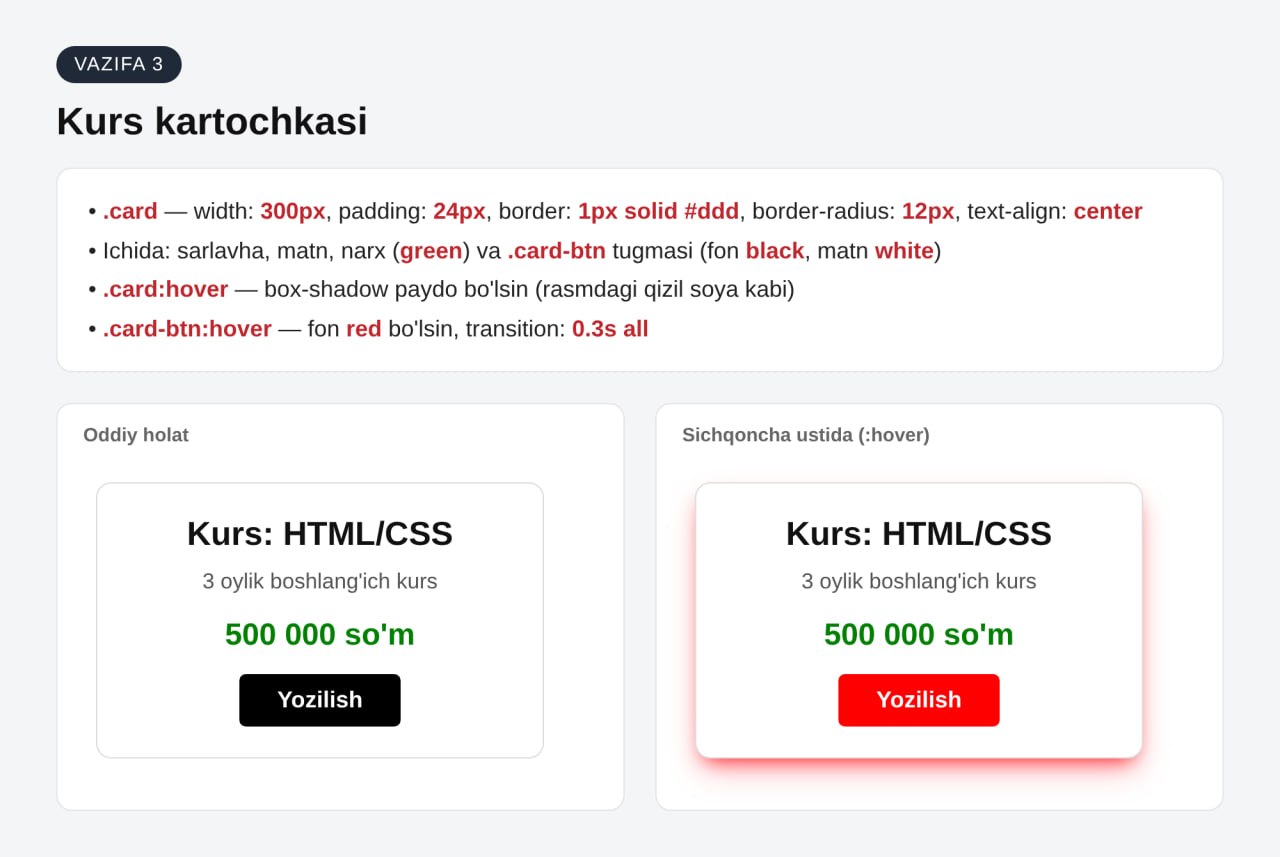 VAZIFA 3
Kurs kartochkasi
• .card — width: 300px, padding: 24px, border: 1px solid #ddd, border-radius: 12px, text-align: center
• Ichida: sarlavha, matn, narx (green) va .card-btn tugmasi (fon black, matn white)
• .card:hover — box-shadow paydo bo'lsin (rasmdagi qizil soya kabi)
• .card-btn:hover — fon red bo'lsin, transition: 0.3s all
Oddiy holat
Kurs: HTML/CSS
3 oylik boshlang'ich kurs
500 000 so'm
Yozilish
Sichqoncha ustida (:hover)
Kurs: HTML/CSS
3 oylik boshlang'ich kurs
500 000 so'm
Yozilish